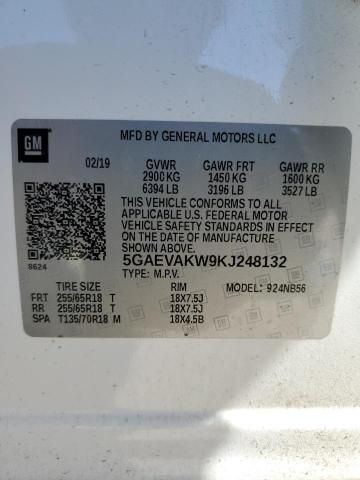 GM
MFD BY GENERAL MOTORS LLC
02/19 GVWR GAWR FRT GAWR RR
2900 KG 1450 KG 1600 KG
6394 LB 3196 LB 3527 LB
THIS VEHICLE CONFORMS TO ALL
APPLICABLE U.S. FEDERAL MOTOR
VEHICLE SAFETY STANDARDS IN EFFECT
ON THE DATE OF MANUFACTURE SHOWN ABOVE.
8624
5GAEVAKW9KJ248132
TYPE: M.P.V.
TIRE SIZE RIM MODEL: 924NB56
FRT 255/65R18 T 18X7.5J
RR 255/65R18 T 18X7.5J
SPA T135/70R18 M 18X4.5B